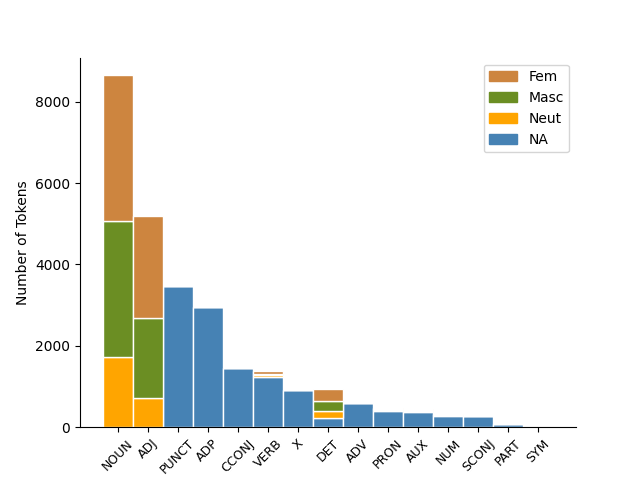 Fem
Masc
Neut
NA
Number of Tokens
8000
6000
4000
2000
0
NOUN
ADJ
PUNCT
ADP
CCONJ
VERB
X
DET
ADV
PRON
AUX
NUM
SCONJ
PART
SYM